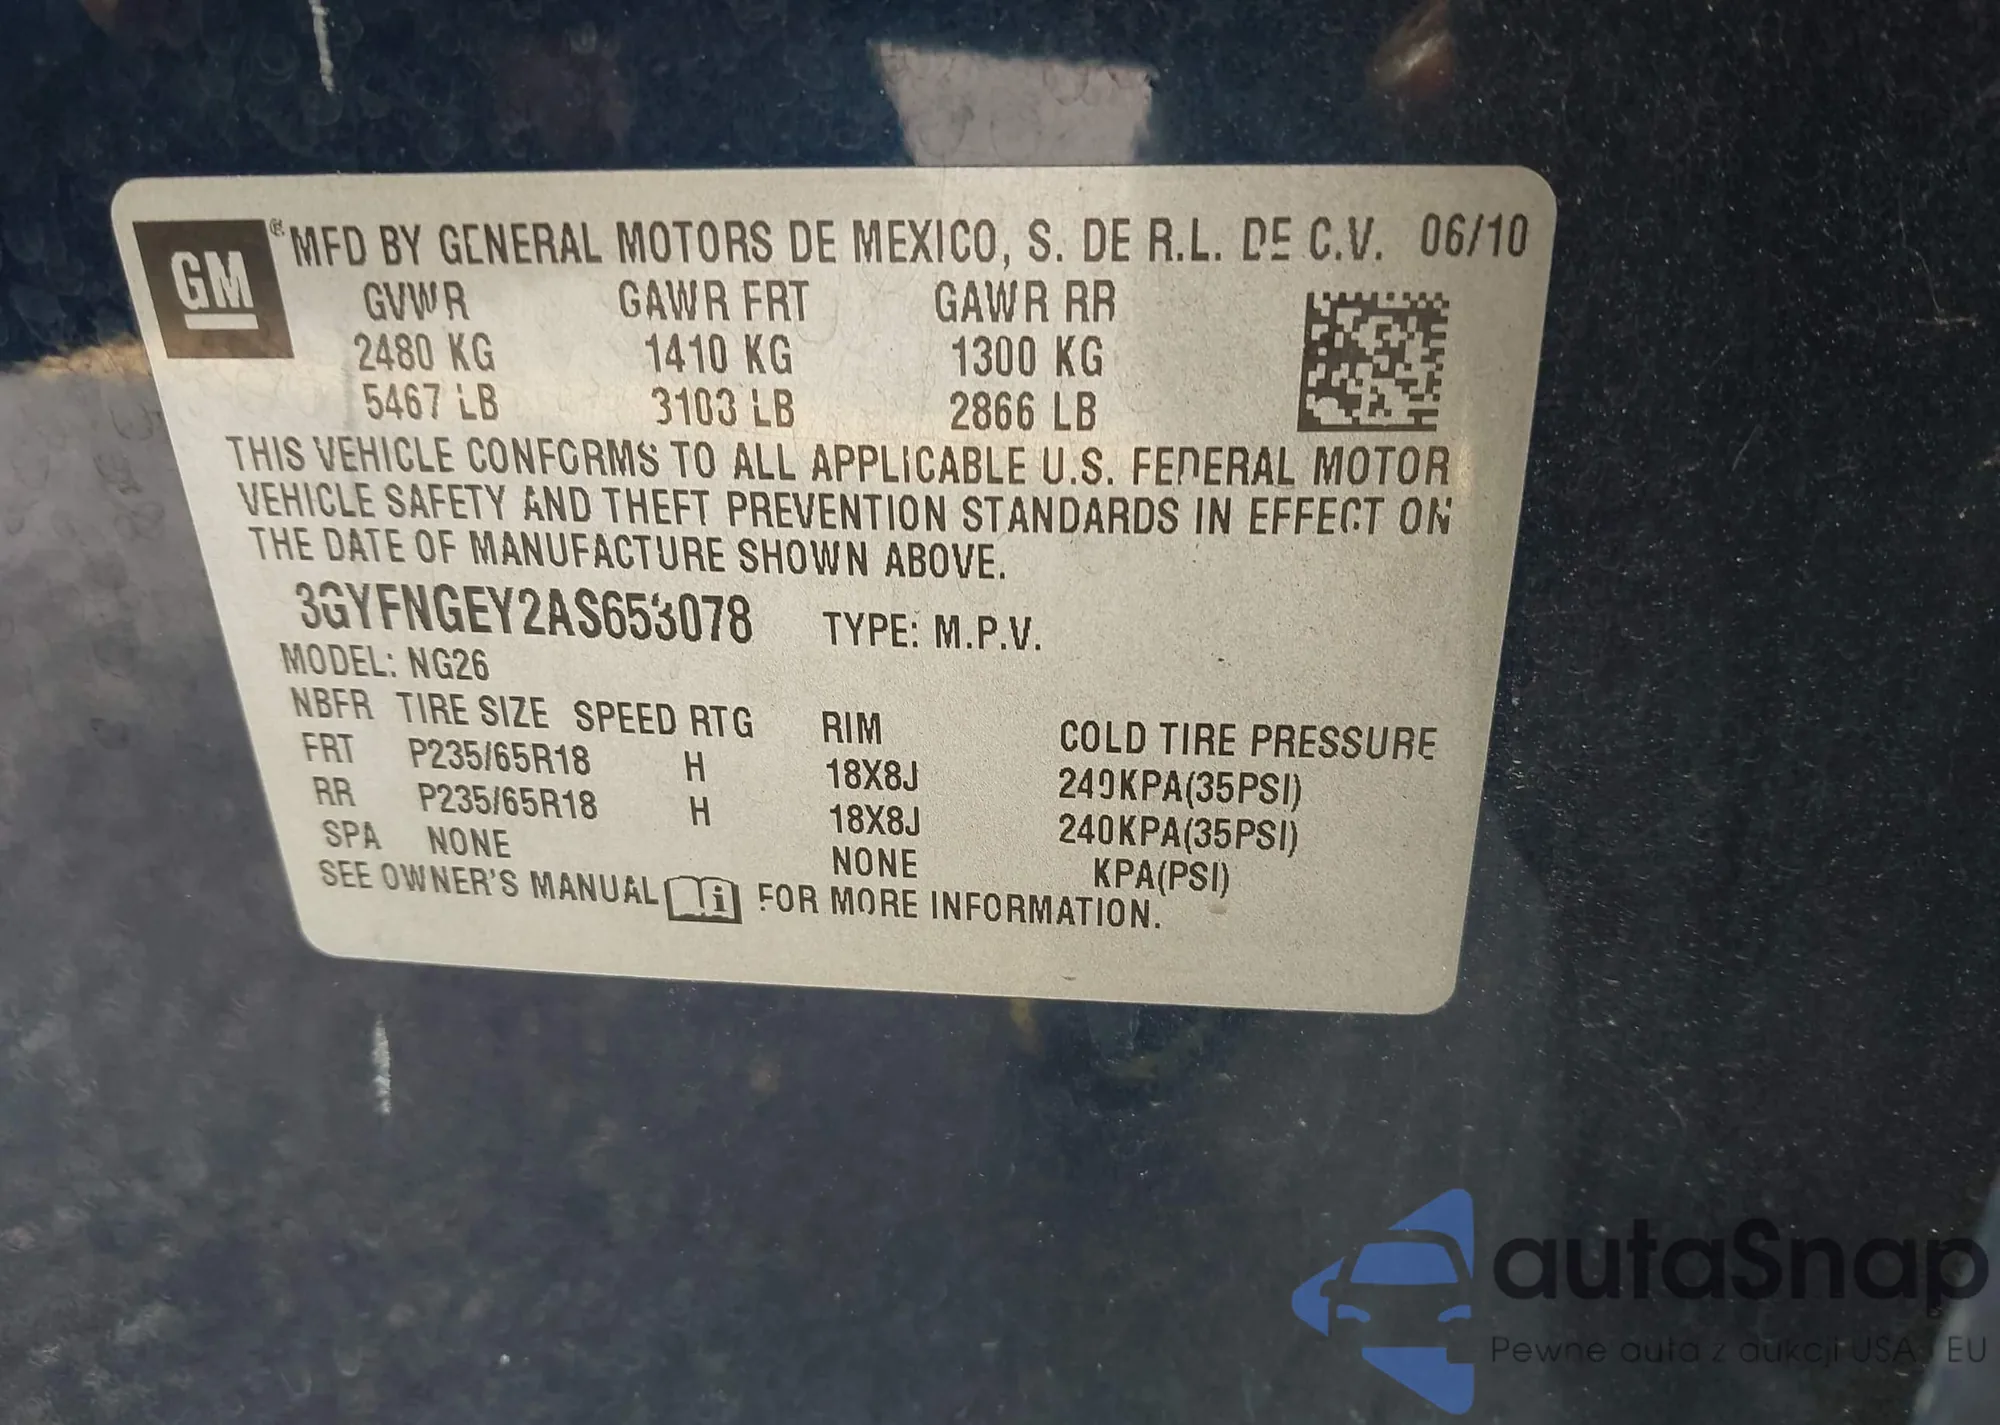 GM
® MFD BY GENERAL MOTORS DE MEXICO, S. DE R.L. DE C.V. 06/10
GVWR GAWR FRT GAWR RR
2480 KG 1410 KG 1300 KG
5467 LB 3103 LB 2866 LB
THIS VEHICLE CONFORMS TO ALL APPLICABLE U.S. FEDERAL MOTOR
VEHICLE SAFETY AND THEFT PREVENTION STANDARDS IN EFFECT ON
THE DATE OF MANUFACTURE SHOWN ABOVE.
3GYFNGEY2AS653078 TYPE: M.P.V.
MODEL: NG26
NBFR TIRE SIZE SPEED RTG RIM COLD TIRE PRESSURE
FRT P235/65R18 H 18X8J 240KPA(35PSI)
RR P235/65R18 H 18X8J 240KPA(35PSI)
SPA NONE NONE KPA(PSI)
SEE OWNER'S MANUAL i FOR MORE INFORMATION.
autaSnap
Pewne auta z aukcji USA i EU